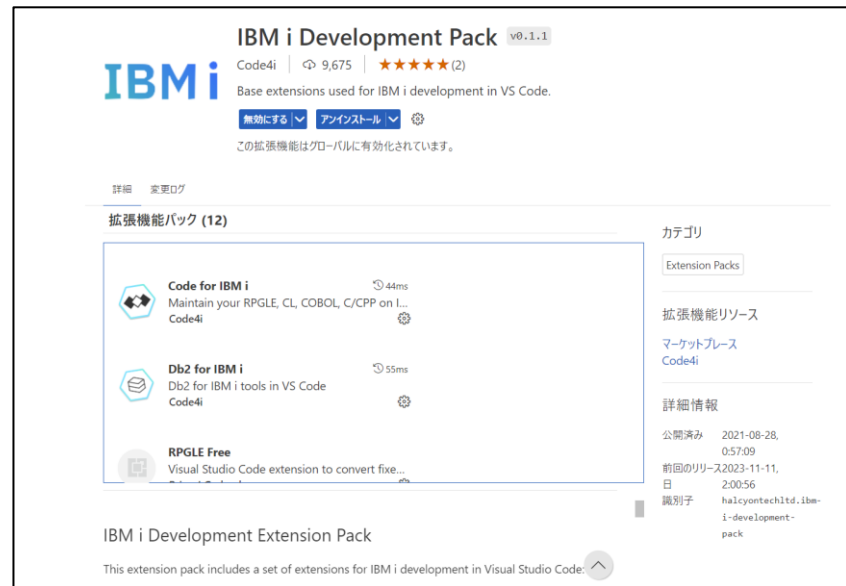 IBM i
IBM i Development Pack v0.1.1
Code4i 9,675 ★★★★★(2)
Base extensions used for IBM i development in VS Code.
無効にする アンインストール
この拡張機能はグローバルに有効化されています。
詳細 変更ログ
拡張機能パック (12)
Code for IBM i 44ms
Maintain your RPGLE, CL, COBOL, C/CPP on I...
Code4i
Db2 for IBM i 55ms
Db2 for IBM i tools in VS Code
Code4i
RPGLE Free
Visual Studio Code extension to convert fixe...
IBM i Development Extension Pack
This extension pack includes a set of extensions for IBM i development in Visual Studio Code:
カテゴリ
Extension Packs
拡張機能リソース
マーケットプレース
Code4i
詳細情報
公開済み 2021-08-28,
0:57:09
前回のリリース2023-11-11,
日 2:00:56
識別子 halcyontechltd.ibm-
i-development-
pack